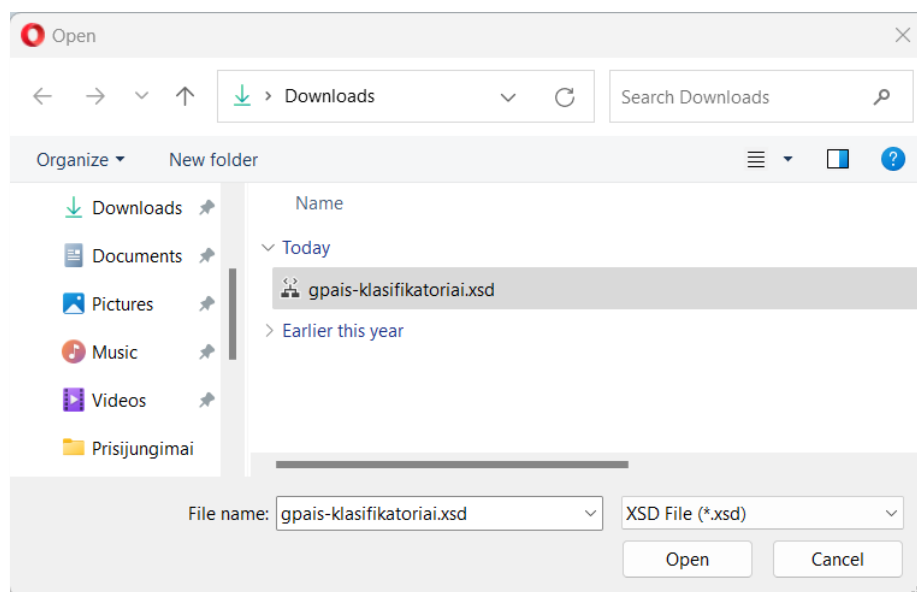 Open
Downloads
Search Downloads
Organize
New folder
Downloads
Documents
Pictures
Music
Videos
Prisijungimai
Name
Today
gpais-klasifikatoriai.xsd
Earlier this year
File name: gpais-klasifikatoriai.xsd
XSD File (*.xsd)
Open
Cancel